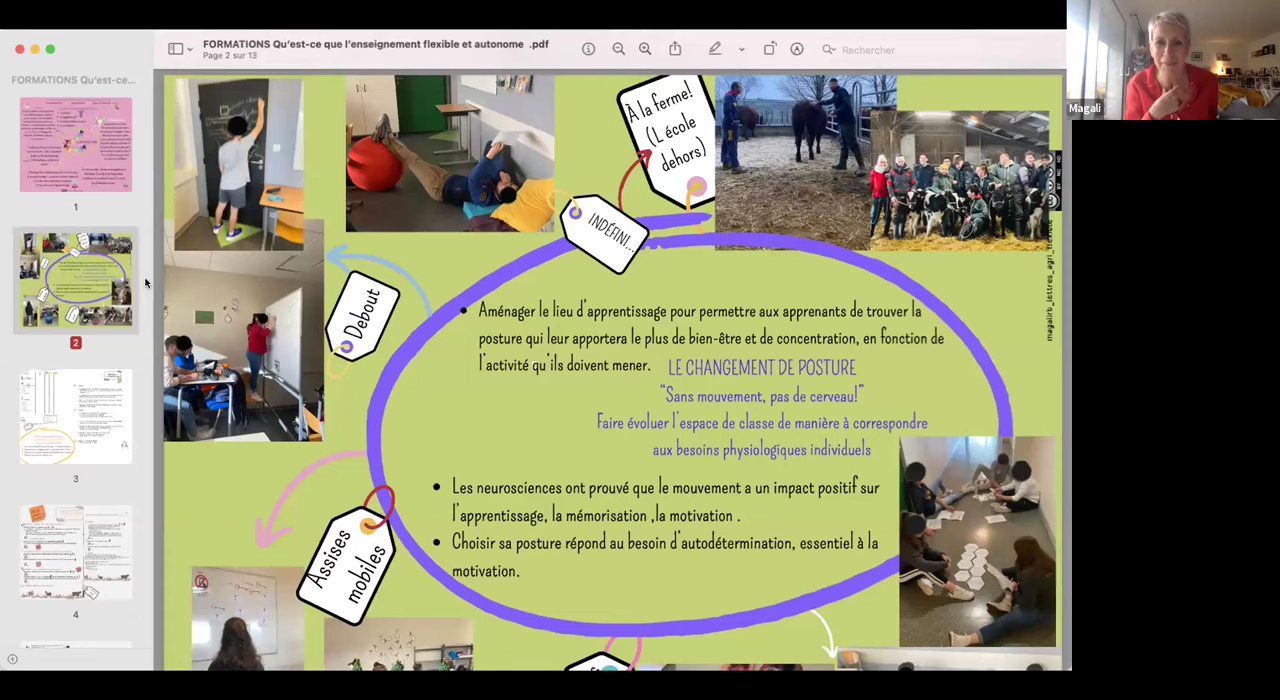 FORMATIONS Qu'est-ce que l'enseignement flexible et autonome .pdf
Page 2 sur 13
Rechercher
FORMATIONS Qu'est-ce...
1
2
3
4
Magali
À la ferme!
(L'école
dehors)
INDÉFINI...
Debout
Assises
mobiles
magalirb_lettres_agri_flexible
• Aménager le lieu d'apprentissage pour permettre aux apprenants de trouver la
posture qui leur apportera le plus de bien-être et de concentration, en fonction de
l'activité qu'ils doivent mener.
LE CHANGEMENT DE POSTURE
"Sans mouvement, pas de cerveau!"
Faire évoluer l'espace de classe de manière à correspondre
aux besoins physiologiques individuels
• Les neurosciences ont prouvé que le mouvement a un impact positif sur
l'apprentissage, la mémorisation ,la motivation .
• Choisir sa posture répond au besoin d'autodétermination, essentiel à la
motivation.